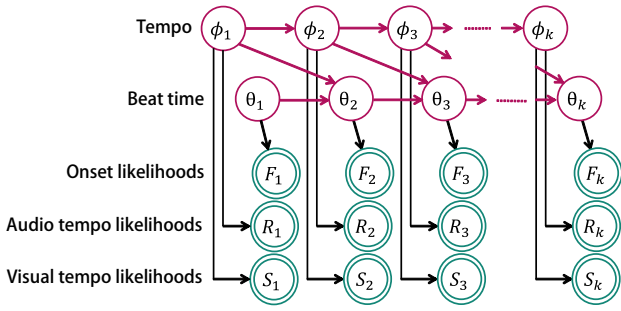 Tempo ϕ1 ϕ2 ϕ3 ϕk
Beat time θ1 θ2 θ3 θk
Onset likelihoods F1 F2 F3 Fk
Audio tempo likelihoods R1 R2 R3 Rk
Visual tempo likelihoods S1 S2 S3 Sk